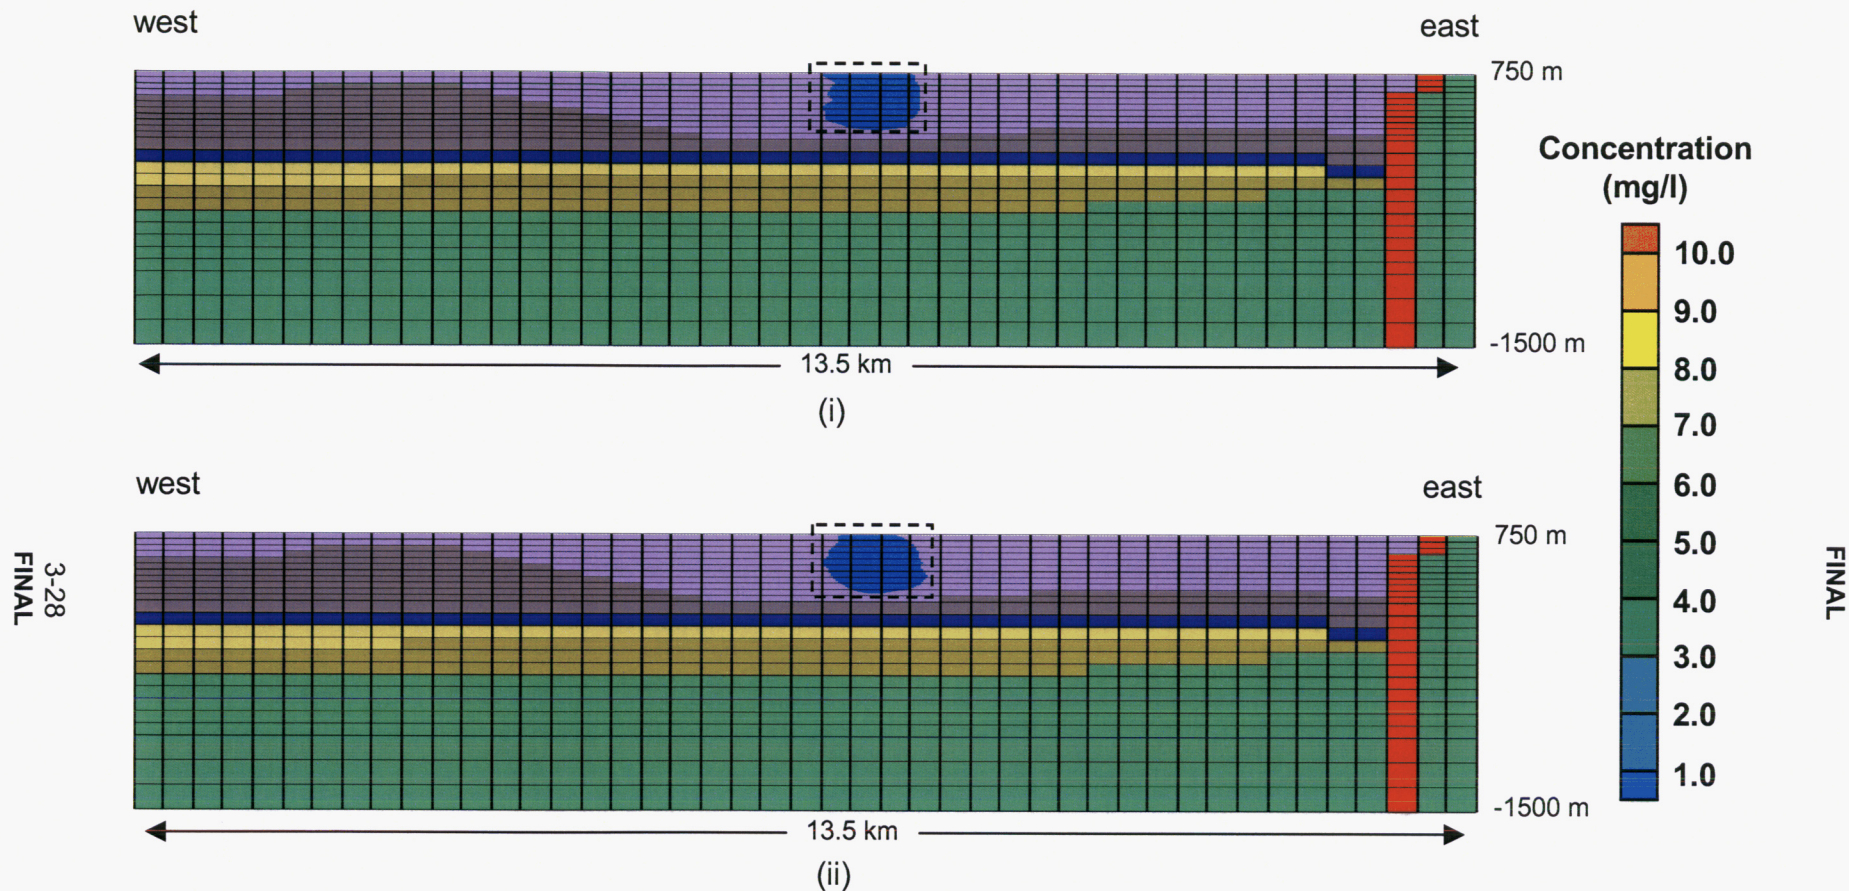 west
east
750 m
-1500 m
13.5 km
(i)
west
east
750 m
-1500 m
13.5 km
(ii)
Concentration
(mg/l)
10.0
9.0
8.0
7.0
6.0
5.0
4.0
3.0
2.0
1.0
3-28
FINAL
FINAL